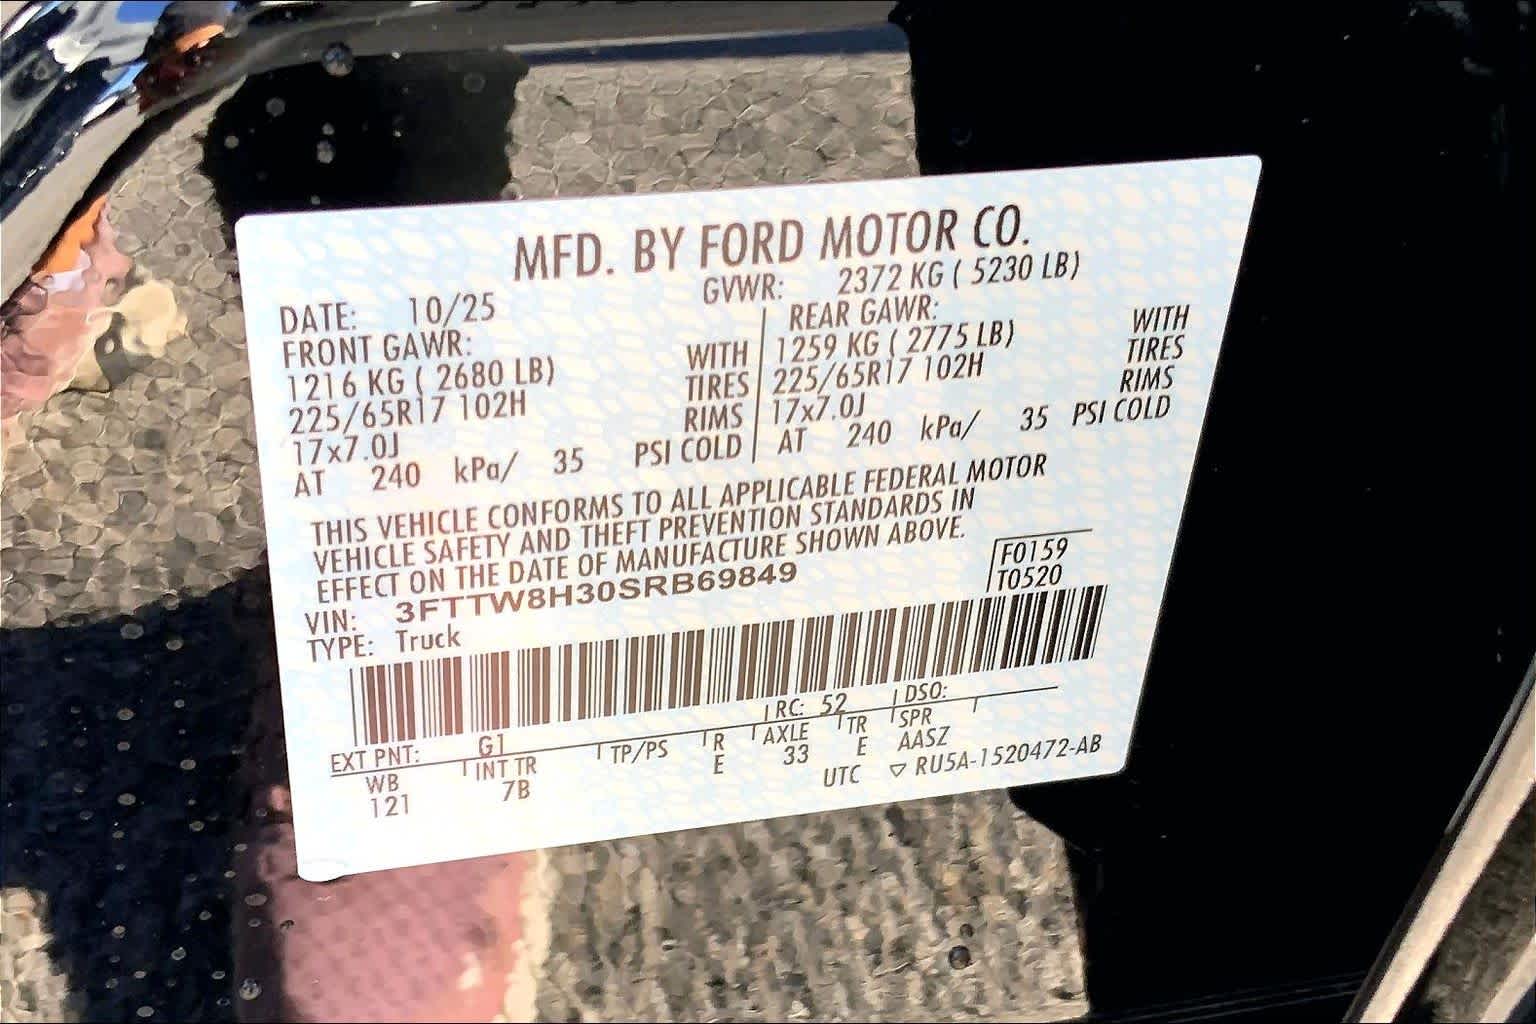 MFD. BY FORD MOTOR CO.
DATE: 10/25 GVWR: 2372 KG ( 5230 LB)
FRONT GAWR: REAR GAWR:
1216 KG ( 2680 LB) WITH 1259 KG ( 2775 LB) WITH
225/65R17 102H TIRES 225/65R17 102H TIRES
17x7.0J RIMS 17x7.0J RIMS
AT 240 kPa/ 35 PSI COLD AT 240 kPa/ 35 PSI COLD
THIS VEHICLE CONFORMS TO ALL APPLICABLE FEDERAL MOTOR
VEHICLE SAFETY AND THEFT PREVENTION STANDARDS IN
EFFECT ON THE DATE OF MANUFACTURE SHOWN ABOVE.
VIN: 3FTTW8H30SRB69849 F0159
TYPE: Truck T0520
EXT PNT: G1 RC: 52 DSO:
WB INT TR TP/PS R AXLE TR SPR
121 7B E 33 E AASZ
UTC ▽ RU5A-1520472-AB